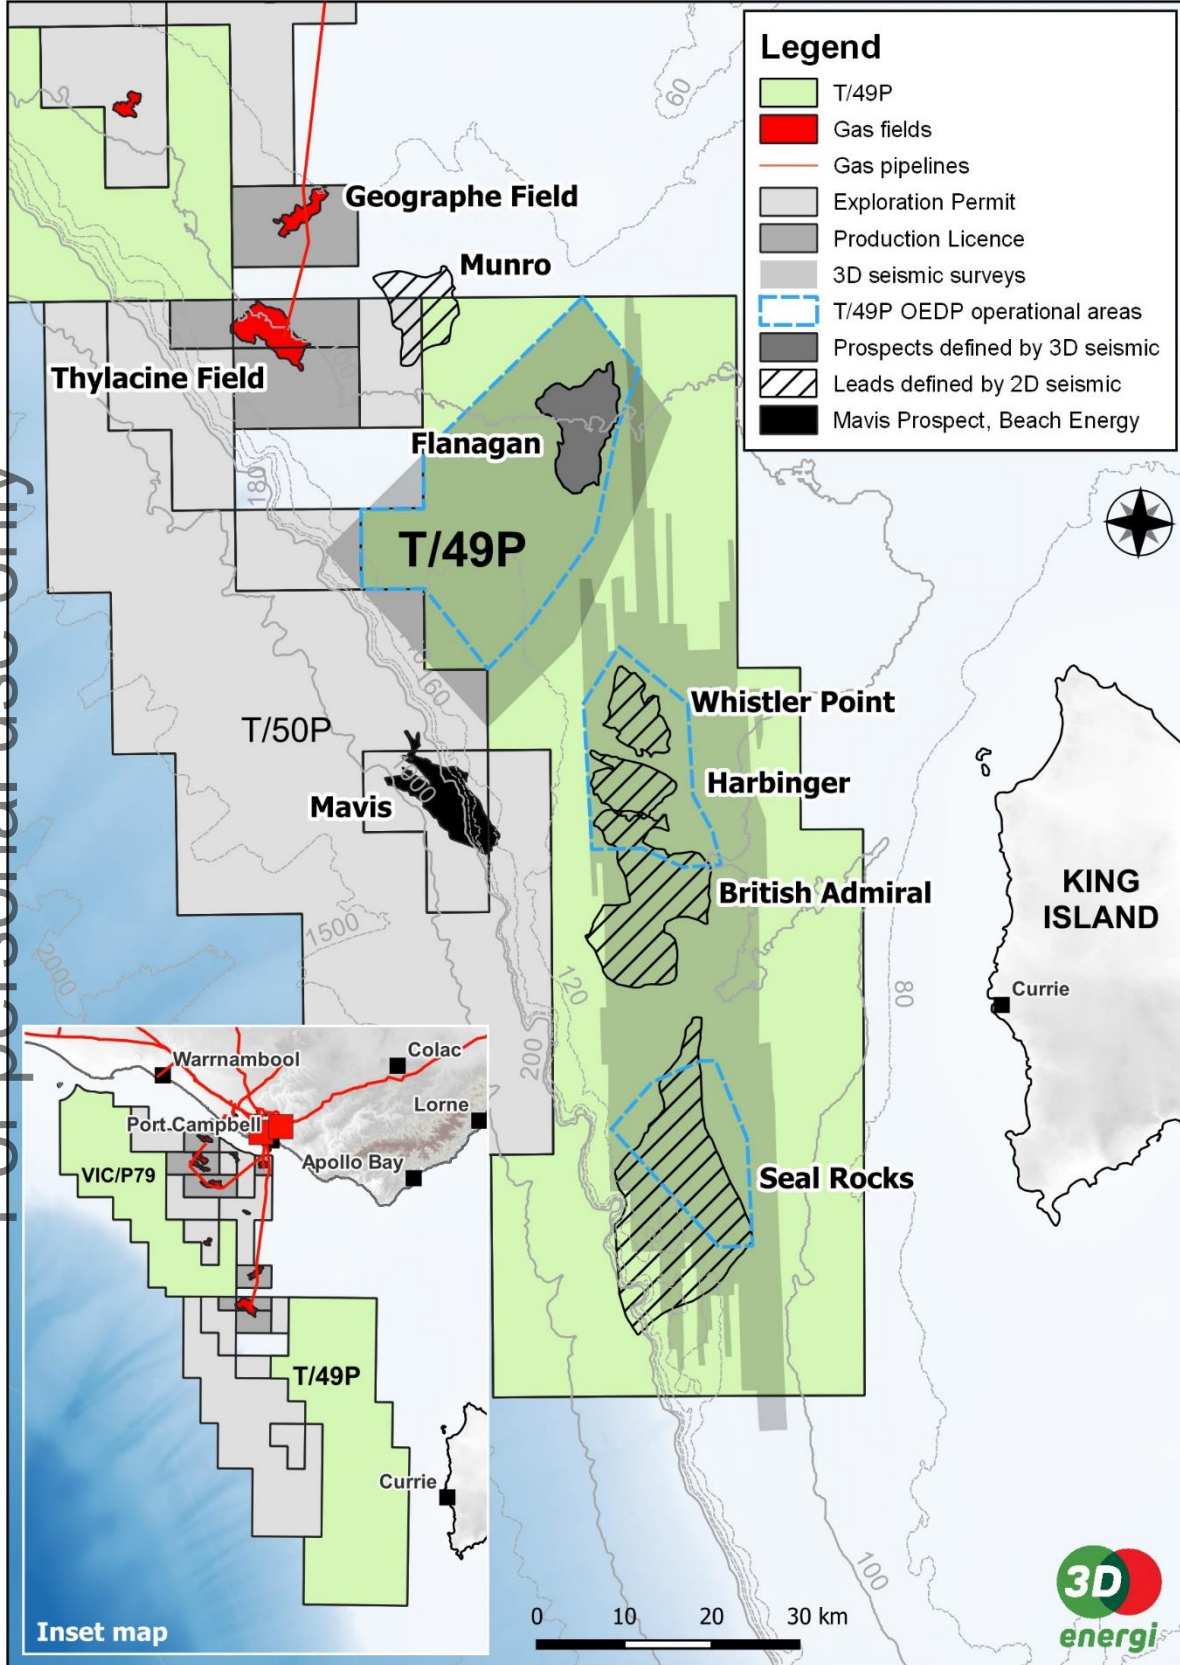 Legend
T/49P
Gas fields
Gas pipelines
Exploration Permit
Production Licence
3D seismic surveys
T/49P OEDP operational areas
Prospects defined by 3D seismic
Leads defined by 2D seismic
Mavis Prospect, Beach Energy
60
Geographe Field
Munro
Thylacine Field
Flanagan
180
T/49P
160
Whistler Point
T/50P
Harbinger
900
Mavis
British Admiral
KING
ISLAND
1500
2000
120
80
Currie
200
Seal Rocks
100
Warrnambool
Colac
Lorne
Port Campbell
Apollo Bay
VIC/P79
T/49P
Currie
Inset map
0 10 20 30 km
3D
energi
For personal use only